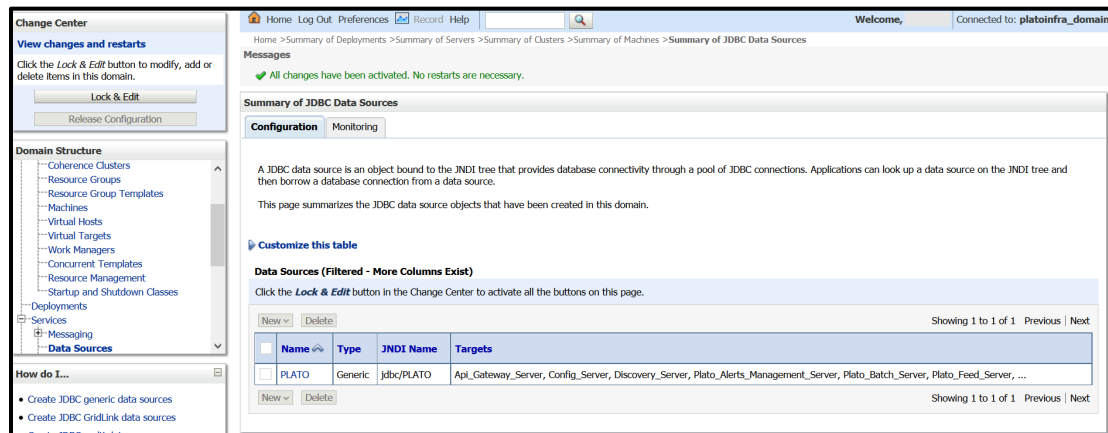 Change Center
View changes and restarts
Click the Lock & Edit button to modify, add or
delete items in this domain.
Lock & Edit
Release Configuration
Domain Structure
Coherence Clusters
Resource Groups
Resource Group Templates
Machines
Virtual Hosts
Virtual Targets
Work Managers
Concurrent Templates
Resource Management
Startup and Shutdown Classes
Deployments
Services
Messaging
Data Sources
How do I...
Create JDBC generic data sources
Create JDBC GridLink data sources
Home Log Out Preferences Record Help
Welcome,
Connected to: platoinfra_domain
Home >Summary of Deployments >Summary of Servers >Summary of Clusters >Summary of Machines >Summary of JDBC Data Sources
Messages
All changes have been activated. No restarts are necessary.
Summary of JDBC Data Sources
Configuration Monitoring
A JDBC data source is an object bound to the JNDI tree that provides database connectivity through a pool of JDBC connections. Applications can look up a data source on the JNDI tree and
then borrow a database connection from a data source.
This page summarizes the JDBC data source objects that have been created in this domain.
Customize this table
Data Sources (Filtered - More Columns Exist)
Click the Lock & Edit button in the Change Center to activate all the buttons on this page.
New Delete Showing 1 to 1 of 1 Previous | Next
Name Type JNDI Name Targets
PLATO Generic jdbc/PLATO Api_Gateway_Server, Config_Server, Discovery_Server, Plato_Alerts_Management_Server, Plato_Batch_Server, Plato_Feed_Server, ...
New Delete Showing 1 to 1 of 1 Previous | Next